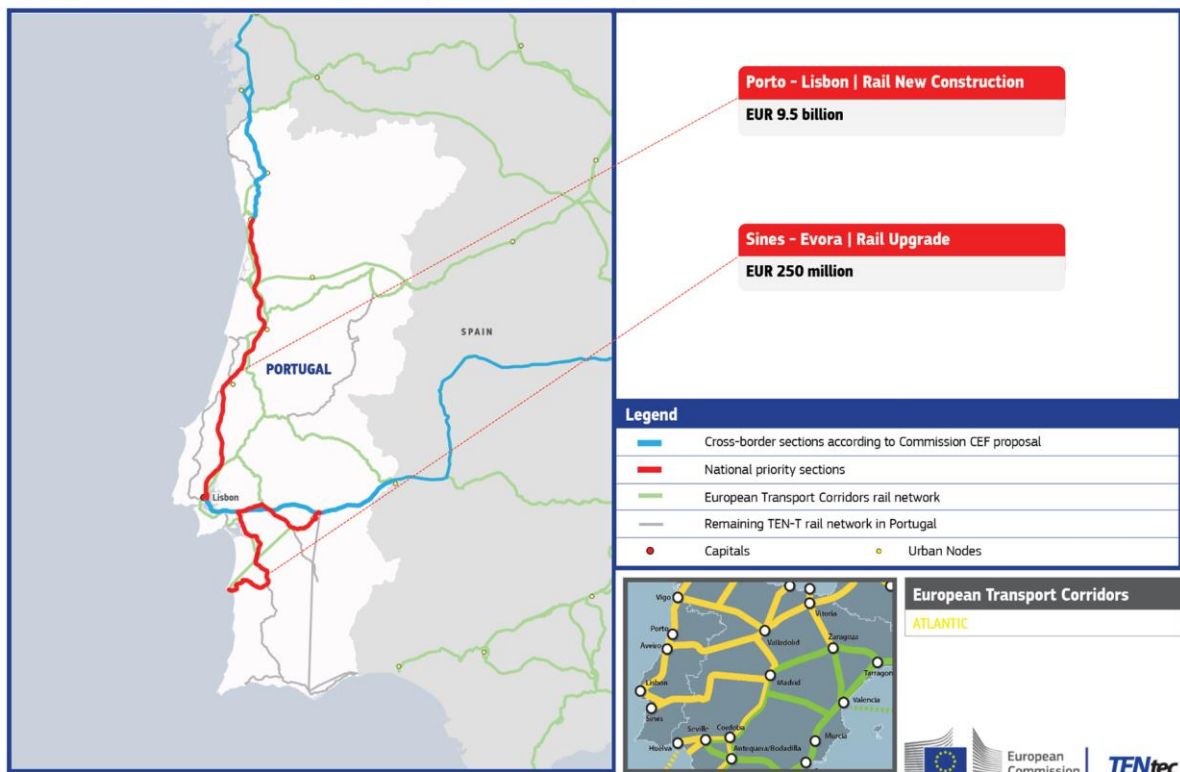 Porto - Lisbon | Rail New Construction
EUR 9.5 billion
Sines - Evora | Rail Upgrade
EUR 250 million
SPAIN
PORTUGAL
Lisbon
Legend
Cross-border sections according to Commission CEF proposal
National priority sections
European Transport Corridors rail network
Remaining TEN-T rail network in Portugal
Capitals
Urban Nodes
Vigo
Vitoria
Porto
Valladolid
Zaragoza
Aveiro
Tarragon
Lisbon
Madrid
Sines
Valencia
Seville
Cordoba
Murcia
Huelva
Antequera/Bobadilla
European Transport Corridors
ATLANTIC
European
Commission
TENtec